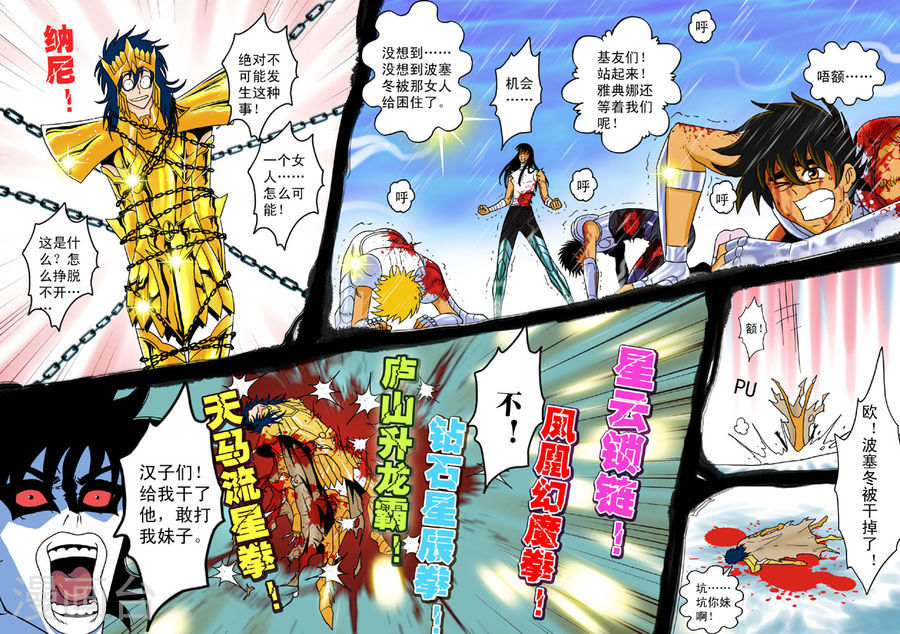 纳尼！
绝对不
可能发
生这种
事！
一个女
人……
怎么可
能！
这是什
么？怎
么挣脱
不开……
……
没想到……
没想到波塞
冬被那女人
给困住了。
机会
……
呼
基友们！
站起来！
雅典娜还
等着我们
呢！
唔额……
呼
呼
呼
汉子们！
给我干了
他，敢打
我妹子。
天马流星拳！
庐山升龙霸！
钻石星辰拳！
不！
凤凰幻魔拳！
星云锁链！
额！
PU
欧！波塞冬被干掉了！
坑……
坑你妹
啊！
漫画台